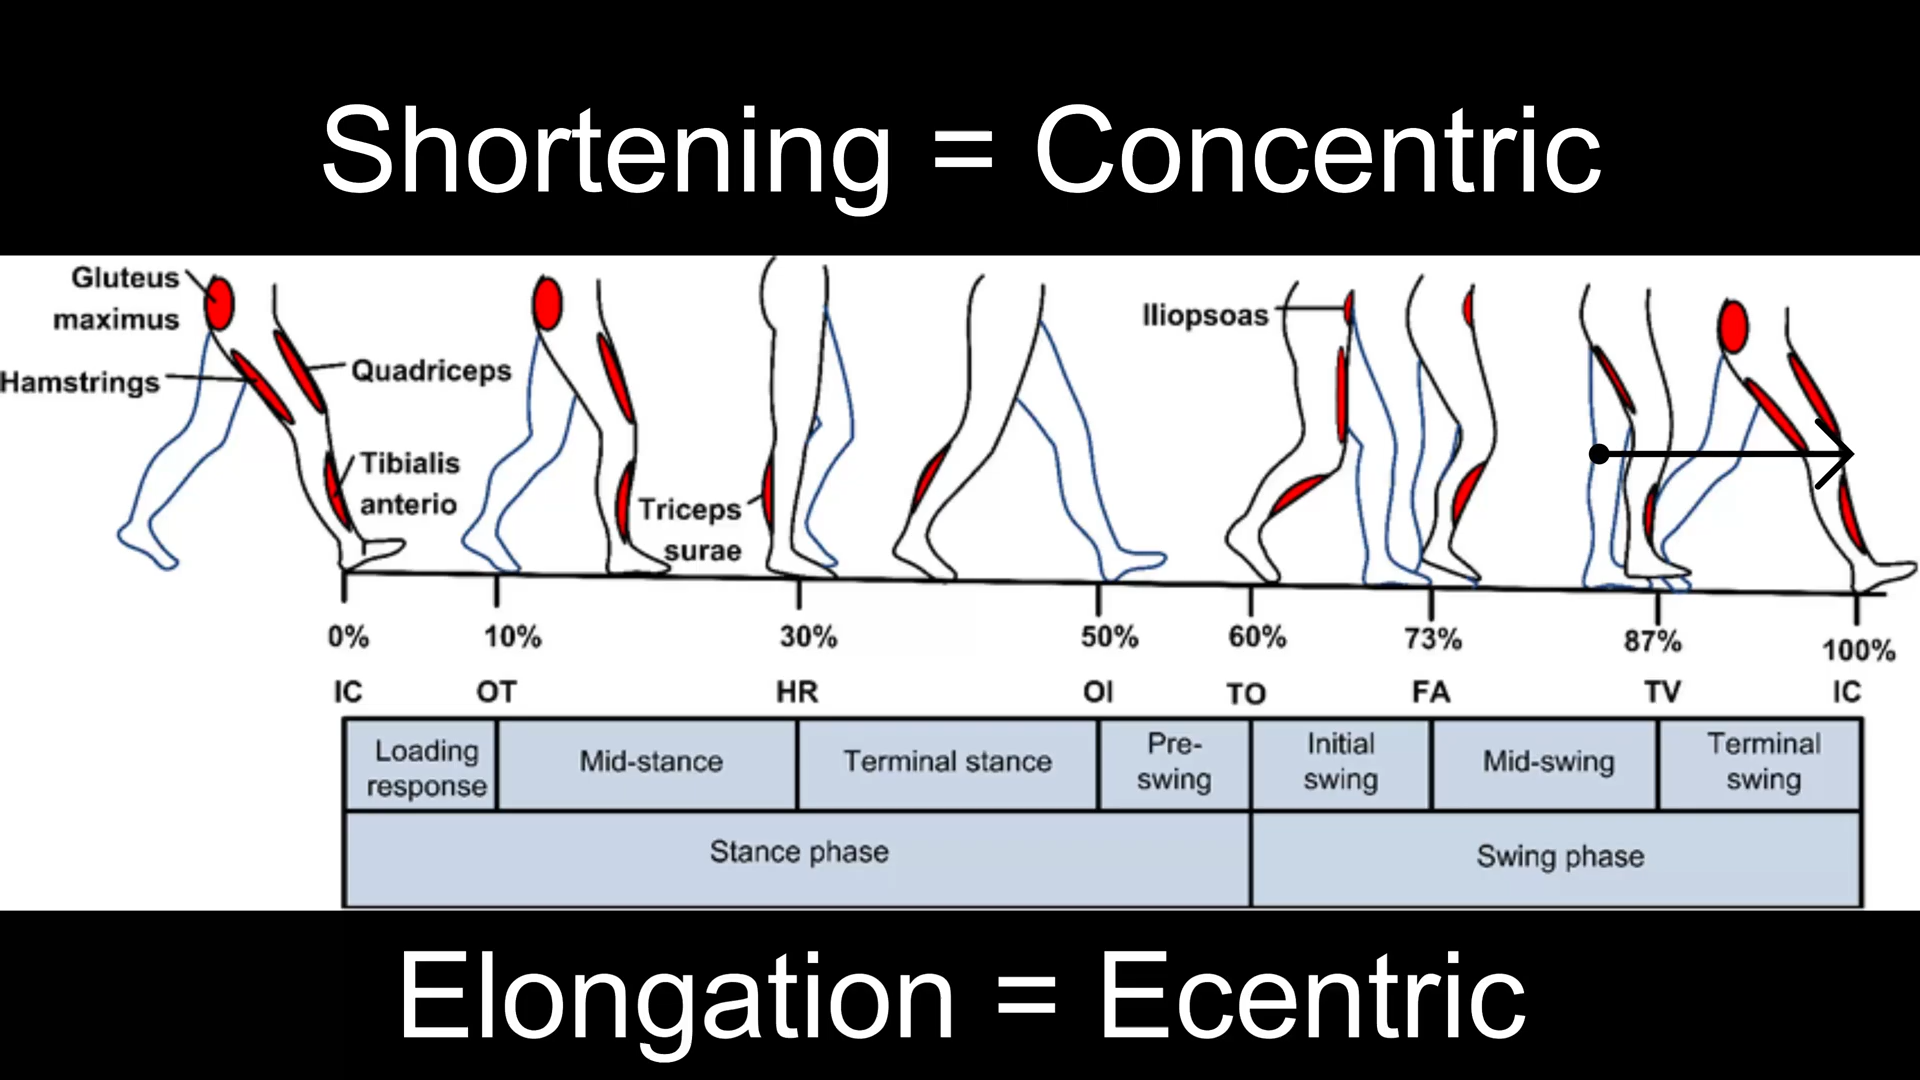 Shortening = Concentric
Gluteus
maximus
Hamstrings
Quadriceps
Tibialis
anterio
Triceps
surae
Iliopsoas
0%
10%
30%
50%
60%
73%
87%
100%
IC
OT
HR
OI
TO
FA
TV
IC
Loading
response
Mid-stance
Terminal stance
Pre-
swing
Initial
swing
Mid-swing
Terminal
swing
Stance phase
Swing phase
Elongation = Ecentric